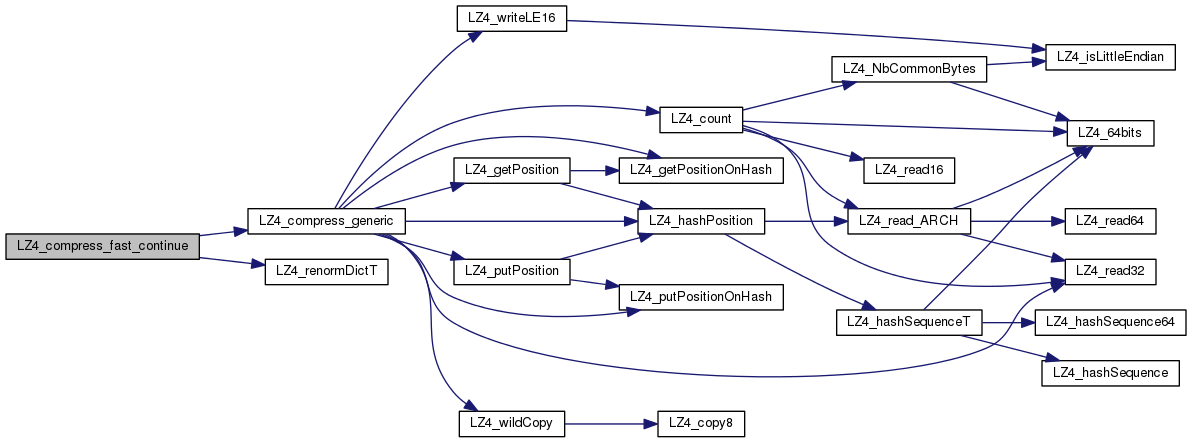 LZ4_writeLE16
LZ4_isLittleEndian
LZ4_NbCommonBytes
LZ4_count
LZ4_64bits
LZ4_getPosition
LZ4_getPositionOnHash
LZ4_read16
LZ4_compress_generic
LZ4_hashPosition
LZ4_read_ARCH
LZ4_read64
LZ4_compress_fast_continue
LZ4_renormDictT
LZ4_putPosition
LZ4_read32
LZ4_putPositionOnHash
LZ4_hashSequenceT
LZ4_hashSequence64
LZ4_hashSequence
LZ4_wildCopy
LZ4_copy8